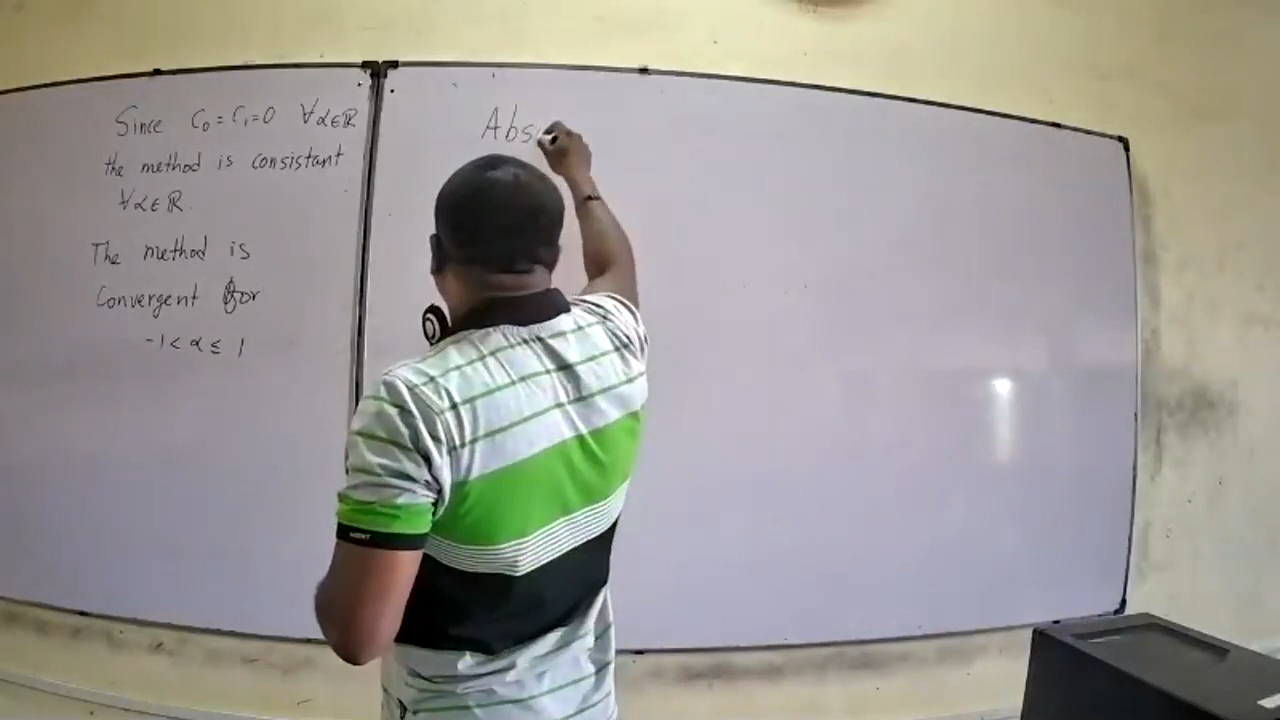 Since C₀ = C₁ = 0 ∀α∈ℝ
the method is consistant
∀α∈ℝ.
The method is
Convergent for
-1 < α ≤ 1
Abs